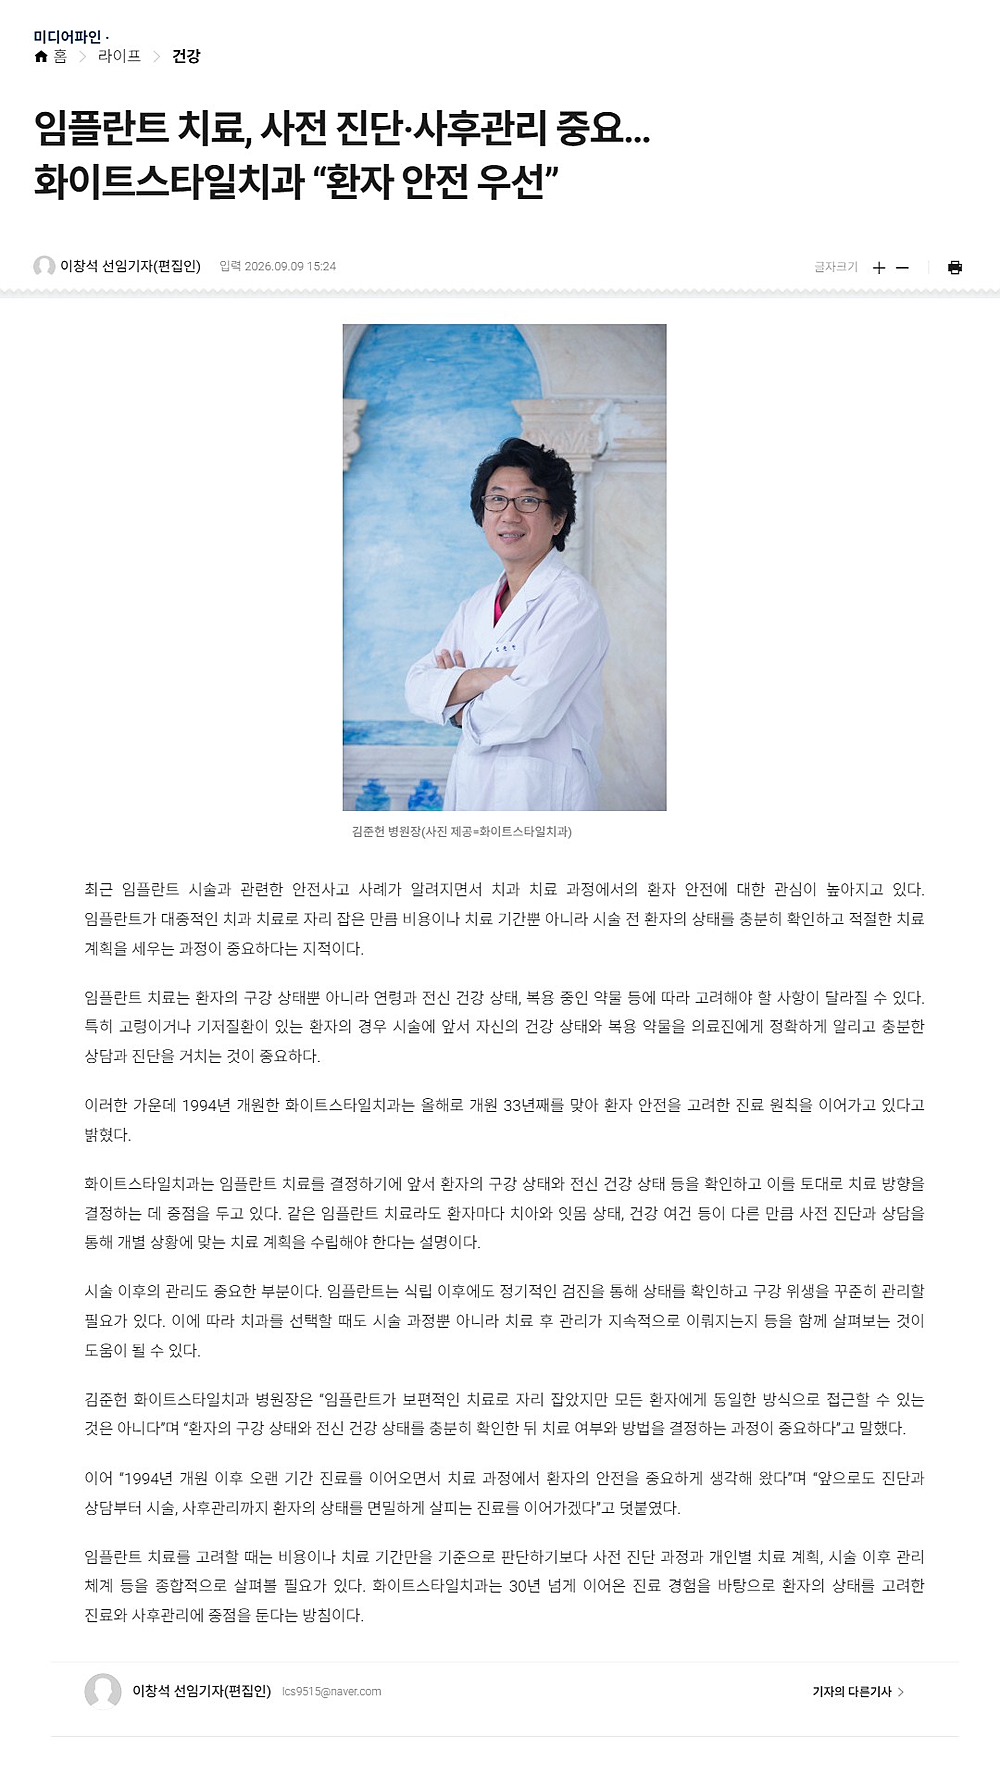 미디어파인 ·
홈 > 라이프 > 건강
임플란트 치료, 사전 진단·사후관리 중요...
화이트스타일치과 “환자 안전 우선”
이창석 선임기자(편집인) 입력 2026.09.09 15:24 글자크기
김준헌 병원장(사진 제공=화이트스타일치과)
최근 임플란트 시술과 관련한 안전사고 사례가 알려지면서 치과 치료 과정에서의 환자 안전에 대한 관심이 높아지고 있다.
임플란트가 대중적인 치과 치료로 자리 잡은 만큼 비용이나 치료 기간뿐 아니라 시술 전 환자의 상태를 충분히 확인하고 적절한 치료
계획을 세우는 과정이 중요하다는 지적이다.
임플란트 치료는 환자의 구강 상태뿐 아니라 연령과 전신 건강 상태, 복용 중인 약물 등에 따라 고려해야 할 사항이 달라질 수 있다.
특히 고령이거나 기저질환이 있는 환자의 경우 시술에 앞서 자신의 건강 상태와 복용 약물을 의료진에게 정확하게 알리고 충분한
상담과 진단을 거치는 것이 중요하다.
이러한 가운데 1994년 개원한 화이트스타일치과는 올해로 개원 33년째를 맞아 환자 안전을 고려한 진료 원칙을 이어가고 있다고
밝혔다.
화이트스타일치과는 임플란트 치료를 결정하기에 앞서 환자의 구강 상태와 전신 건강 상태 등을 확인하고 이를 토대로 치료 방향을
결정하는 데 중점을 두고 있다. 같은 임플란트 치료라도 환자마다 치아와 잇몸 상태, 건강 여건 등이 다른 만큼 사전 진단과 상담을
통해 개별 상황에 맞는 치료 계획을 수립해야 한다는 설명이다.
시술 이후의 관리도 중요한 부분이다. 임플란트는 식립 이후에도 정기적인 검진을 통해 상태를 확인하고 구강 위생을 꾸준히 관리할
필요가 있다. 이에 따라 치과를 선택할 때도 시술 과정뿐 아니라 치료 후 관리가 지속적으로 이뤄지는지 등을 함께 살펴보는 것이
도움이 될 수 있다.
김준헌 화이트스타일치과 병원장은 “임플란트가 보편적인 치료로 자리 잡았지만 모든 환자에게 동일한 방식으로 접근할 수 있는
것은 아니다”며 “환자의 구강 상태와 전신 건강 상태를 충분히 확인한 뒤 치료 여부와 방법을 결정하는 과정이 중요하다”고 말했다.
이어 “1994년 개원 이후 오랜 기간 진료를 이어오면서 치료 과정에서 환자의 안전을 중요하게 생각해 왔다”며 “앞으로도 진단과
상담부터 시술, 사후관리까지 환자의 상태를 면밀하게 살피는 진료를 이어가겠다”고 덧붙였다.
임플란트 치료를 고려할 때는 비용이나 치료 기간만을 기준으로 판단하기보다 사전 진단 과정과 개인별 치료 계획, 시술 이후 관리
체계 등을 종합적으로 살펴볼 필요가 있다. 화이트스타일치과는 30년 넘게 이어온 진료 경험을 바탕으로 환자의 상태를 고려한
진료와 사후관리에 중점을 둔다는 방침이다.
이창석 선임기자(편집인) lcs9515@naver.com 기자의 다른기사 >